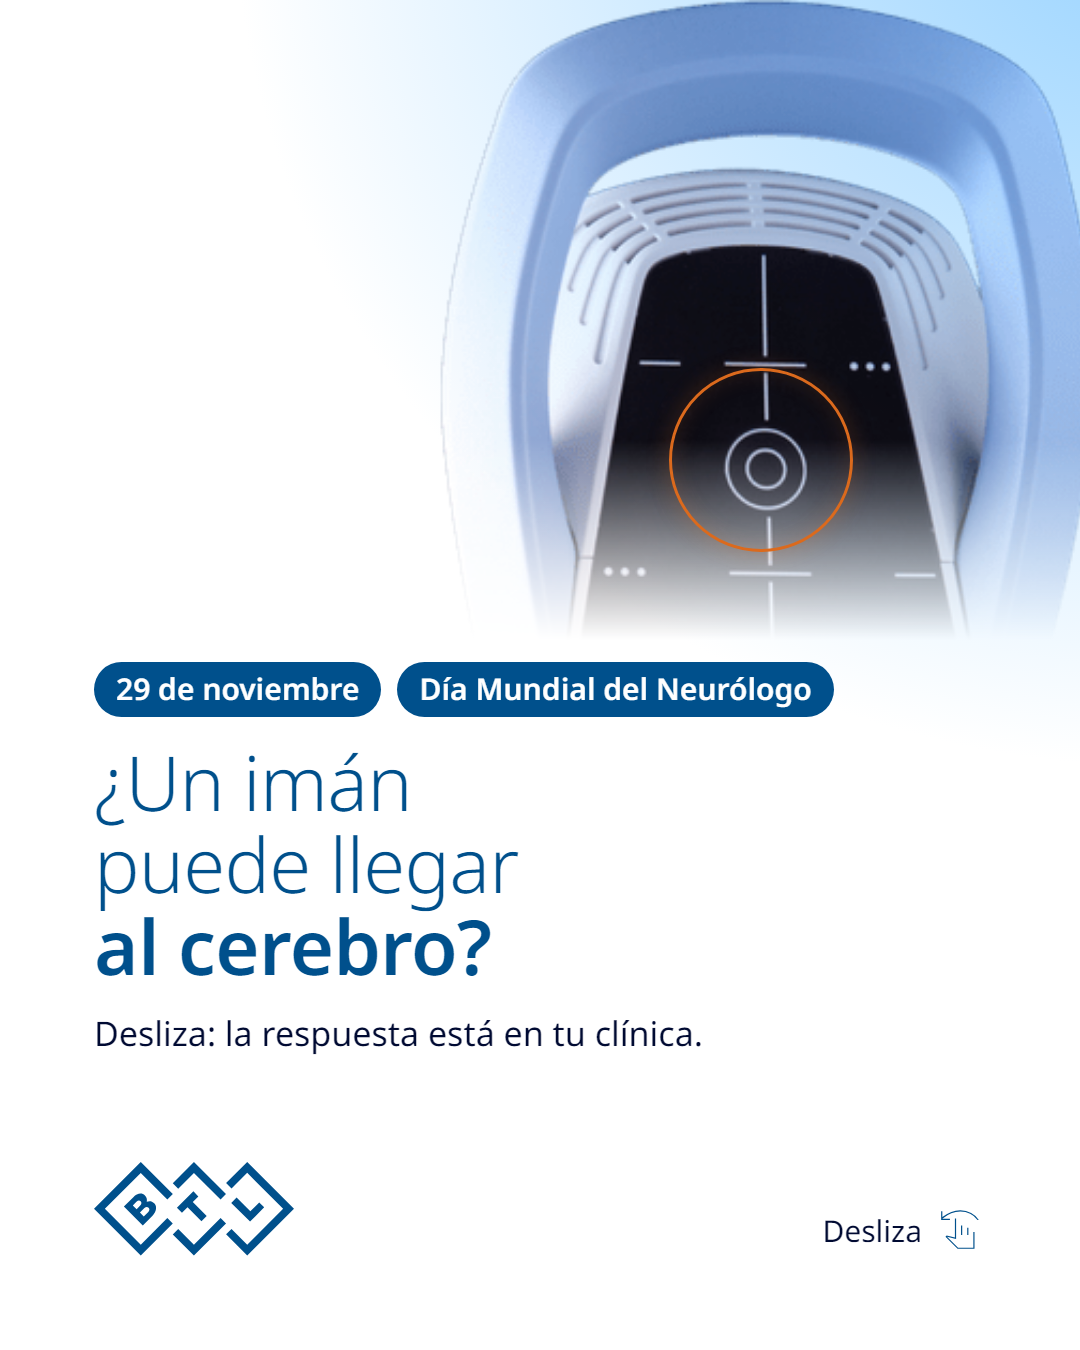 29 de noviembre
Día Mundial del Neurólogo
¿Un imán
puede llegar
al cerebro?
Desliza: la respuesta está en tu clínica.
BTL
Desliza